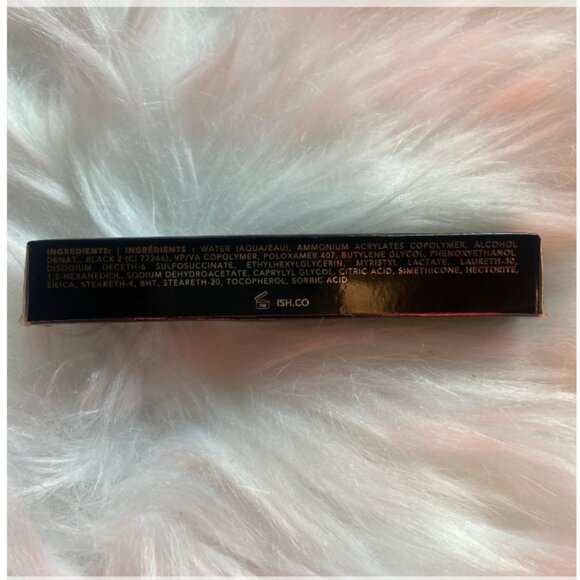 INGREDIENTS: | INGRÉDIENTS : WATER (AQUA/EAU), AMMONIUM ACRYLATES COPOLYMER, ALCOHOL
DENAT., BLACK 2 (CI 77266), VP/VA COPOLYMER, POLOXAMER 407, BUTYLENE GLYCOL, PHENOXYETHANOL
DISODIUM DECETH-6 SULFOSUCCINATE, ETHYLHEXYLGLYCERIN, MYRISTYL LACTATE, LAURETH-30,
1,2-HEXANEDIOL, SODIUM DEHYDROACETATE, CAPRYLYL GLYCOL, CITRIC ACID, SIMETHICONE, HECTORITE,
SILICA, STEARETH-4, BHT, STEARETH-20, TOCOPHEROL, SORBIC ACID
ISH.CO